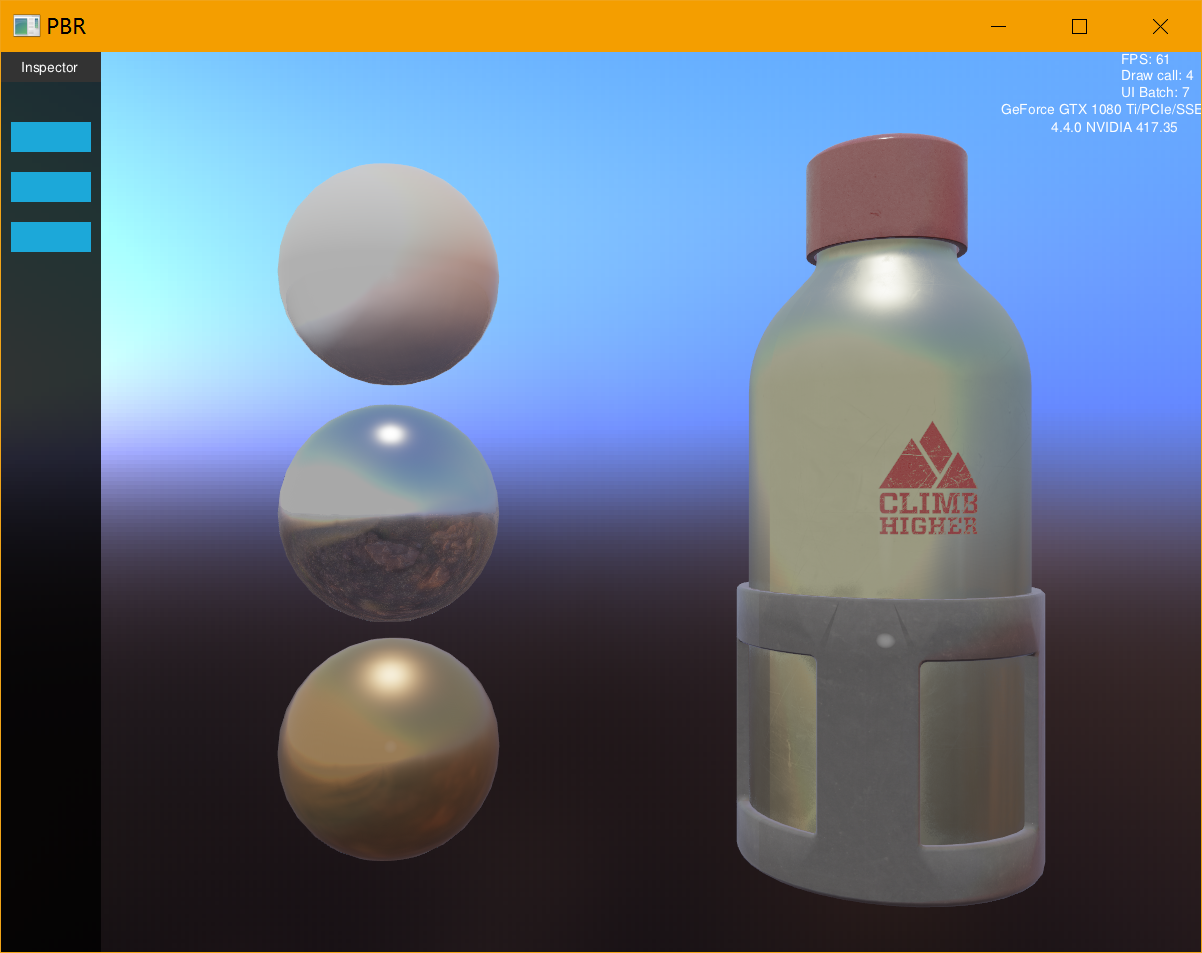 PBR
Inspector
FPS: 61
Draw call: 4
UI Batch: 7
GeForce GTX 1080 Ti/PCIe/SSE
4.4.0 NVIDIA 417.35
CLIMB
HIGHER